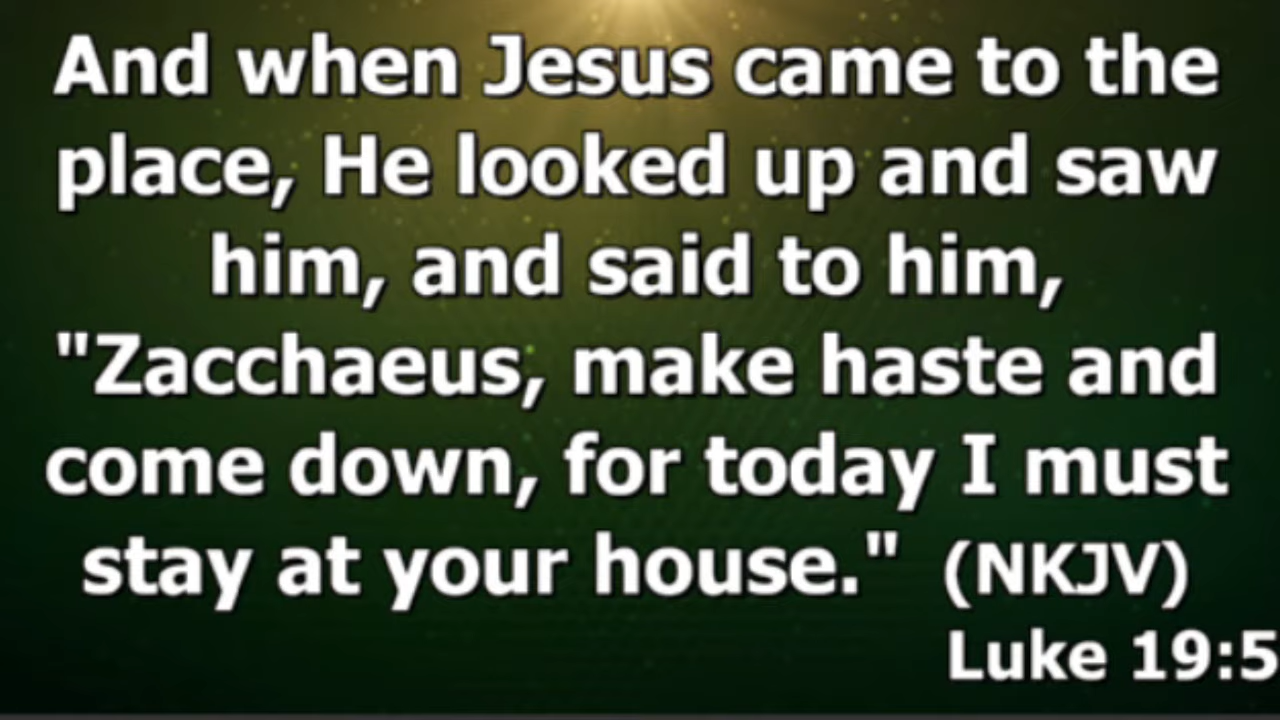 And when Jesus came to the
place, He looked up and saw
him, and said to him,
"Zacchaeus, make haste and
come down, for today I must
stay at your house." (NKJV)
Luke 19:5